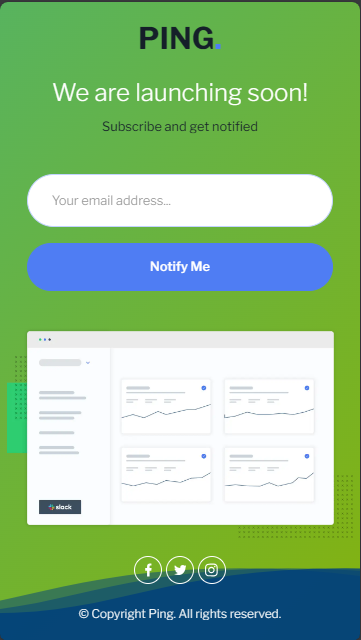 PING.
We are launching soon!
Subscribe and get notified
Your email address...
Notify Me
slack
© Copyright Ping. All rights reserved.